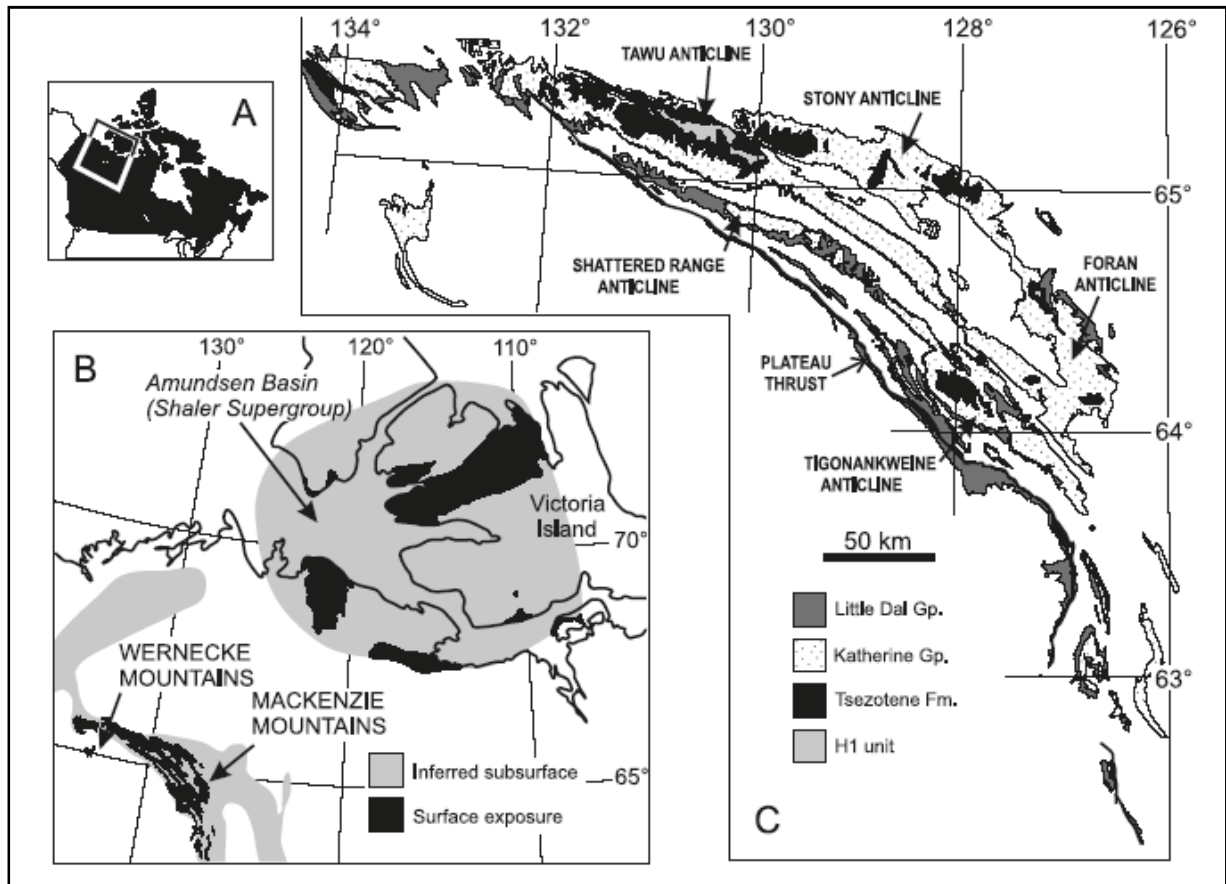 A
134°
132°
130°
128°
126°
TAWU ANTICLINE
STONY ANTICLINE
65°
SHATTERED RANGE
ANTICLINE
FORAN
ANTICLINE
PLATEAU
THRUST
64°
TIGONANKWEINE
ANTICLINE
50 km
Little Dal Gp.
Katherine Gp.
Tsezotene Fm.
H1 unit
63°
C
B
130°
120°
110°
Amundsen Basin
(Shaler Supergroup)
Victoria
Island
70°
WERNECKE
MOUNTAINS
MACKENZIE
MOUNTAINS
Inferred subsurface
65°
Surface exposure